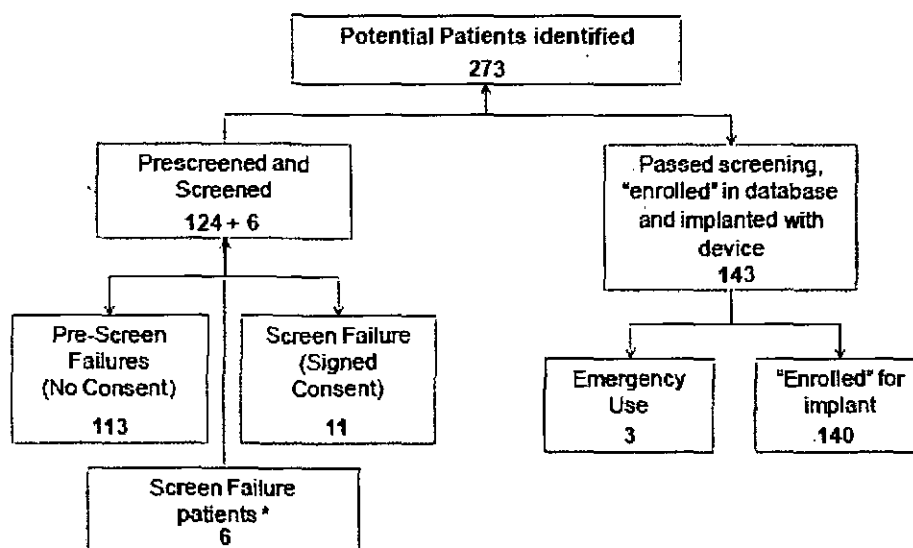 Potential Patients identified
273
Prescreened and
Screened
124 + 6
Passed screening,
"enrolled" in database
and implanted with
device
143
Pre-Screen
Failures
(No Consent)
113
Screen Failure
(Signed
Consent)
11
Emergency
Use
3
"Enrolled" for
implant
140
Screen Failure
patients *
6